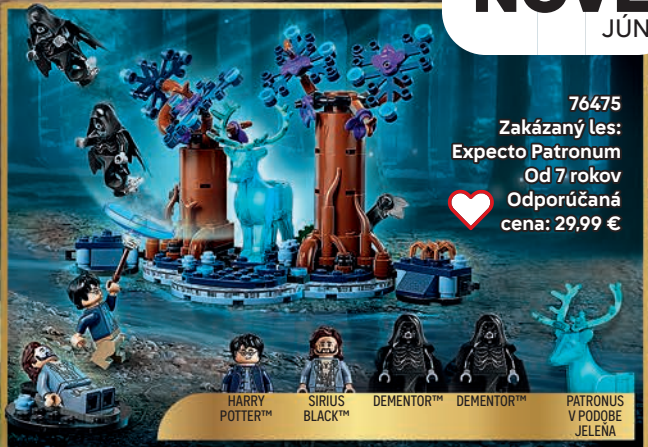 JÚN
76475
Zakázaný les:
Expecto Patronum
Od 7 rokov
Odporúčaná
cena: 29,99 €
HARRY
POTTER™
SIRIUS
BLACK™
DEMENTOR™
DEMENTOR™
PATRONUS
V PODOBE
JELEŇA